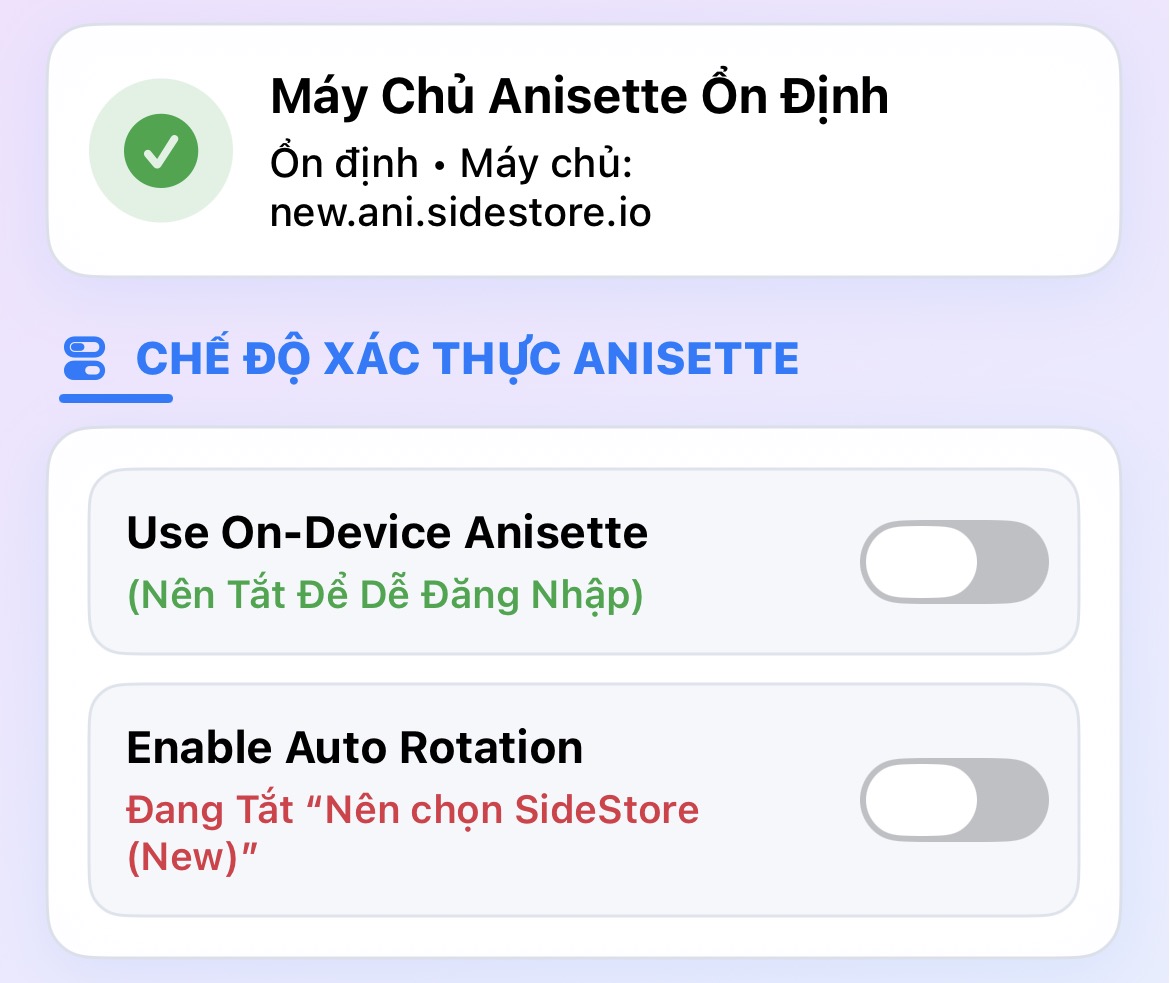 Máy Chủ Anisette Ổn Định
Ổn định • Máy chủ:
new.ani.sidestore.io
CHẾ ĐỘ XÁC THỰC ANISETTE
Use On-Device Anisette
(Nên Tắt Để Dễ Đăng Nhập)
Enable Auto Rotation
Đang Tắt “Nên chọn SideStore
(New)”